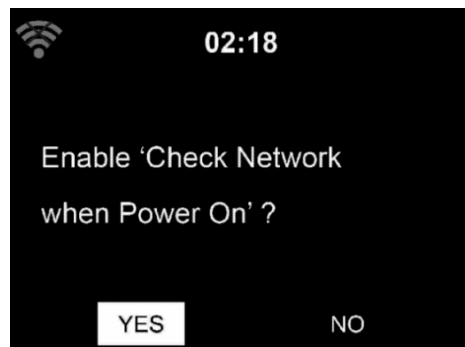 02:18
Enable ‘Check Network
when Power On’ ?
YES
NO